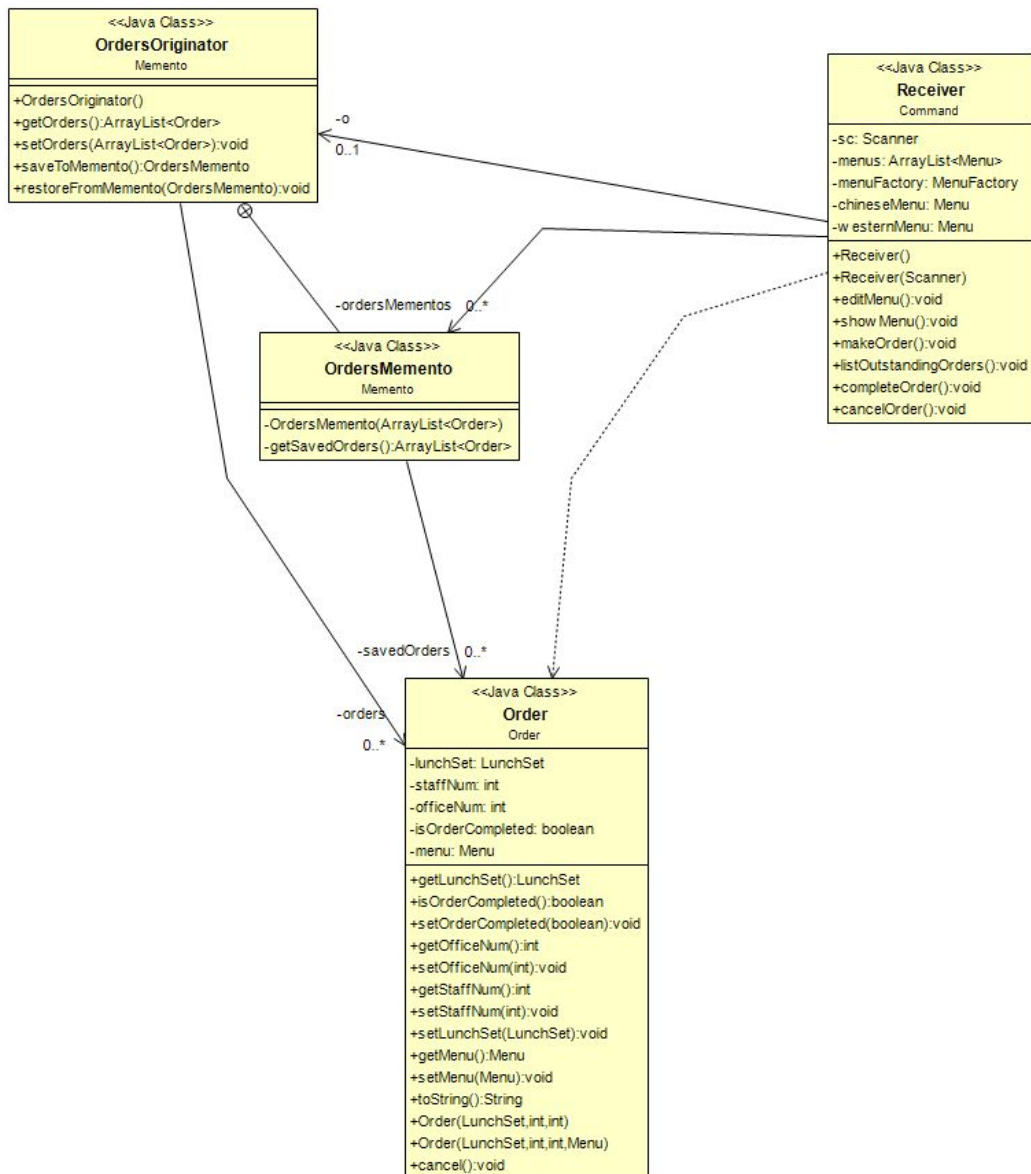 <<Java Class>>
OrdersOriginator
Memento
+OrdersOriginator()
+getOrders():ArrayList<Order>
+setOrders(ArrayList<Order>):void
+saveToMemento():OrdersMemento
+restoreFromMemento(OrdersMemento):void
<<Java Class>>
Receiver
Command
-sc: Scanner
-menus: ArrayList<Menu>
-menuFactory: MenuFactory
-chineseMenu: Menu
-westernMenu: Menu
+Receiver()
+Receiver(Scanner)
+editMenu():void
+showMenu():void
+makeOrder():void
+listOutstandingOrders():void
+completeOrder():void
+cancelOrder():void
-o
0..1
-ordersMementos 0..*
<<Java Class>>
OrdersMemento
Memento
-OrdersMemento(ArrayList<Order>)
-getSavedOrders():ArrayList<Order>
-savedOrders 0..*
-orders
0..*
<<Java Class>>
Order
Order
-lunchSet: LunchSet
-staffNum: int
-officeNum: int
-isOrderCompleted: boolean
-menu: Menu
+getLunchSet():LunchSet
+isOrderCompleted():boolean
+setOrderCompleted(boolean):void
+getOfficeNum():int
+setOfficeNum(int):void
+getStaffNum():int
+setStaffNum(int):void
+setLunchSet(LunchSet):void
+getMenu():Menu
+setMenu(Menu):void
+toString():String
+Order(LunchSet,int,int)
+Order(LunchSet,int,int,Menu)
+cancel():void